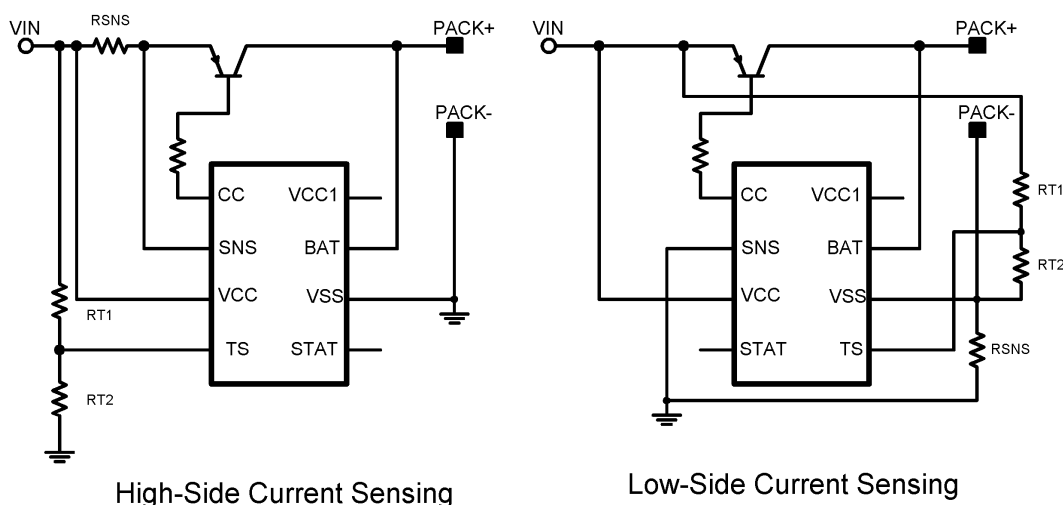 VIN
RSNS
PACK+
PACK-
CC
VCC1
SNS
BAT
VCC
VSS
RT1
TS
STAT
RT2
High-Side Current Sensing
VIN
PACK+
PACK-
CC
VCC1
RT1
SNS
BAT
RT2
VCC
VSS
STAT
TS
RSNS
Low-Side Current Sensing